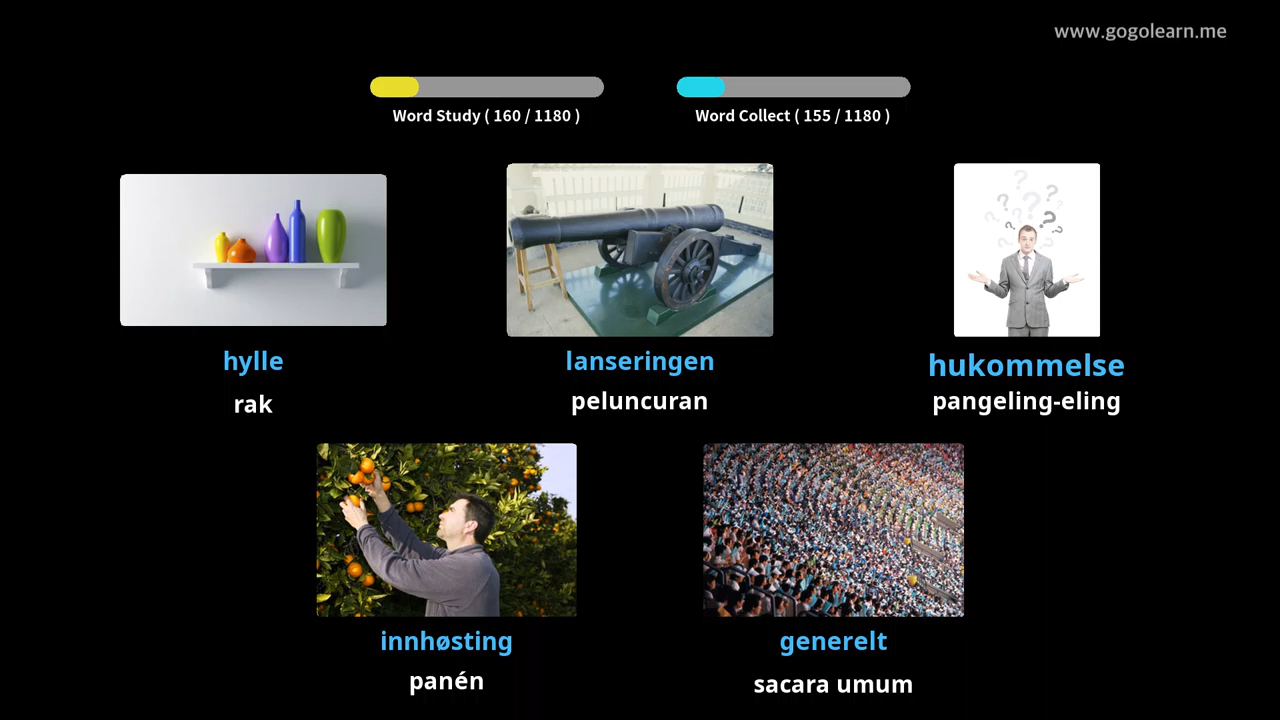 www.gogolearn.me
Word Study ( 160 / 1180 )
Word Collect ( 155 / 1180 )
hylle
rak
lanseringen
peluncuran
hukommelse
pangeling-eling
innhøsting
panén
generelt
sacara umum